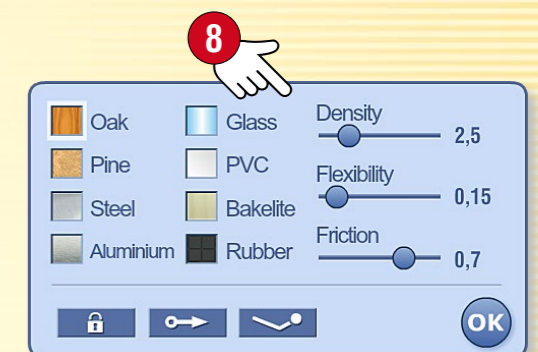 8
Oak
Glass
Density
2,5
Pine
PVC
Flexibility
0,15
Steel
Bakelite
Friction
0,7
Aluminium
Rubber
OK